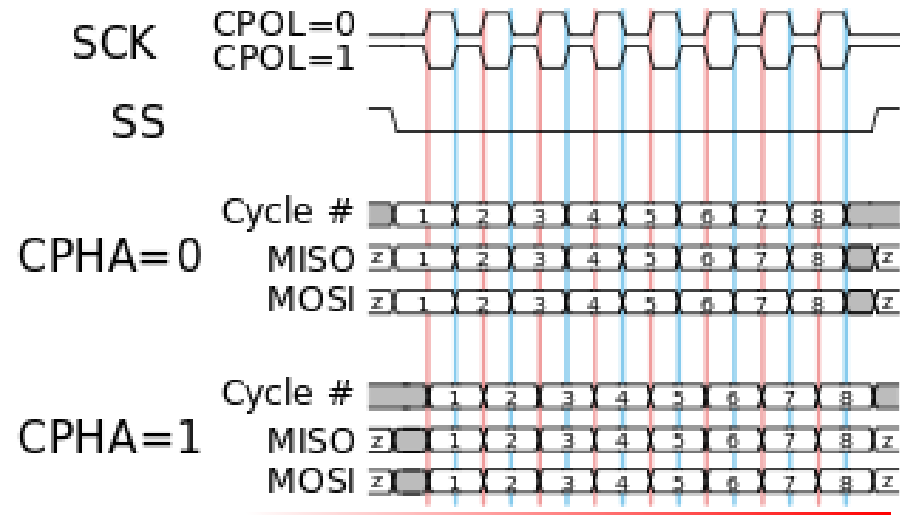 SCK CPOL=0
CPOL=1
SS
Cycle # 1 2 3 4 5 6 7 8
CPHA=0
MISO z 1 2 3 4 5 6 7 8 z
MOSI z 1 2 3 4 5 6 7 8 z
Cycle # 1 2 3 4 5 6 7 8
CPHA=1
MISO z 1 2 3 4 5 6 7 8 z
MOSI z 1 2 3 4 5 6 7 8 z